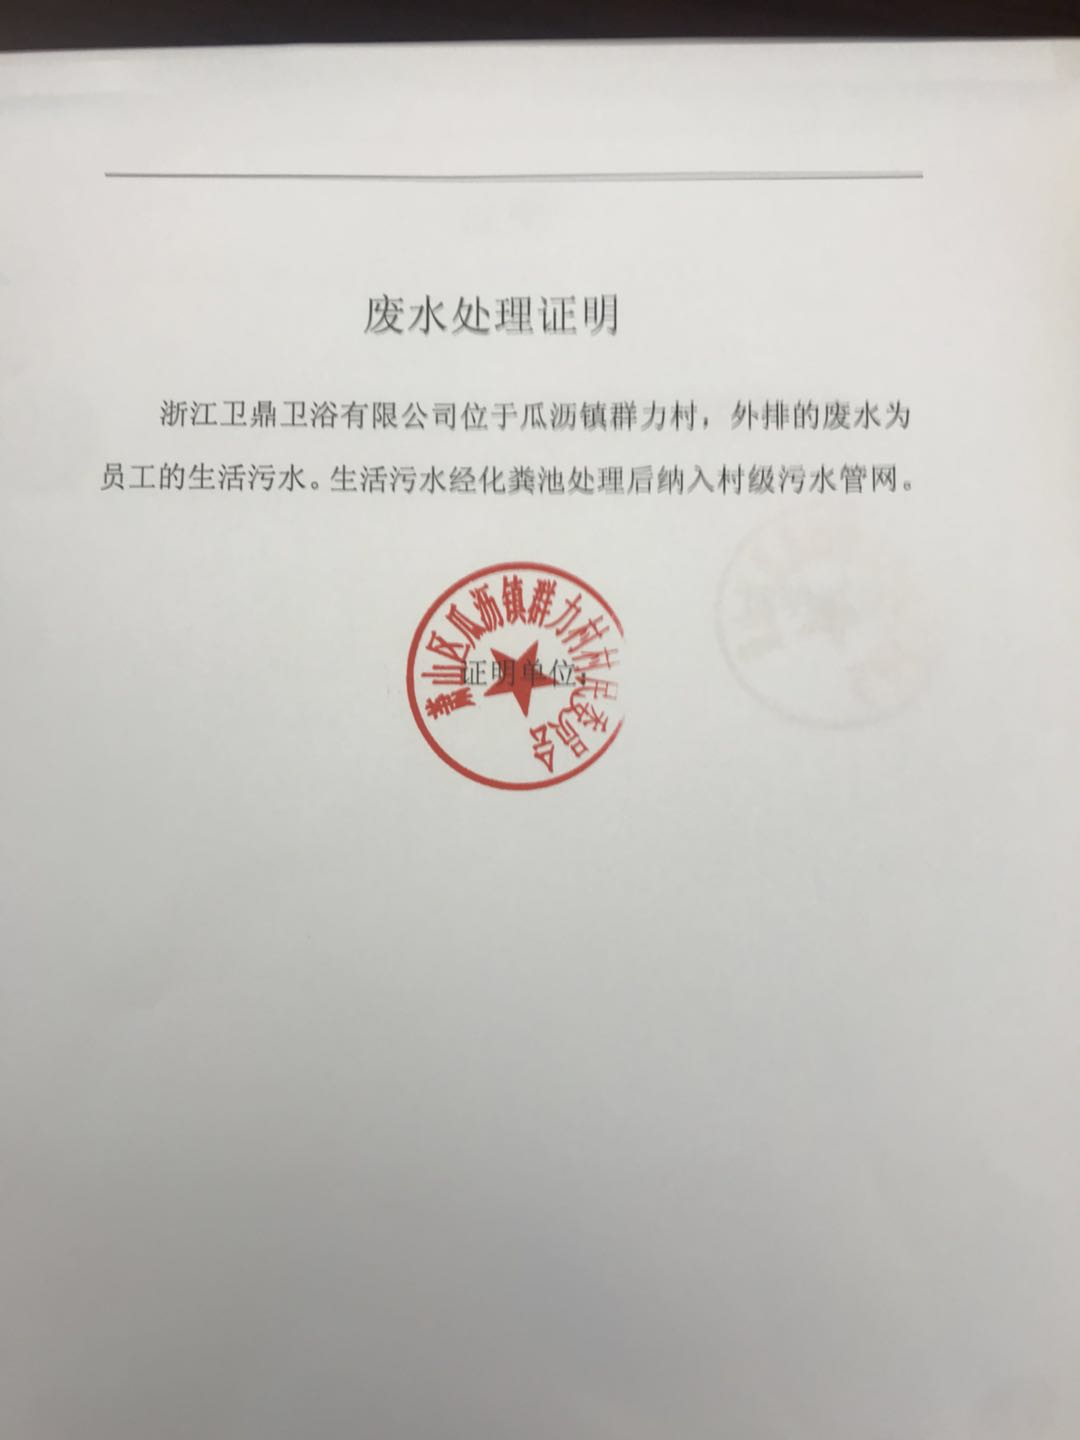 废水处理证明
浙江卫鼎卫浴有限公司位于瓜沥镇群力村，外排的废水为
员工的生活污水。生活污水经化粪池处理后纳入村级污水管网。
萧山区瓜沥镇群力村村民委员会
证明单位：